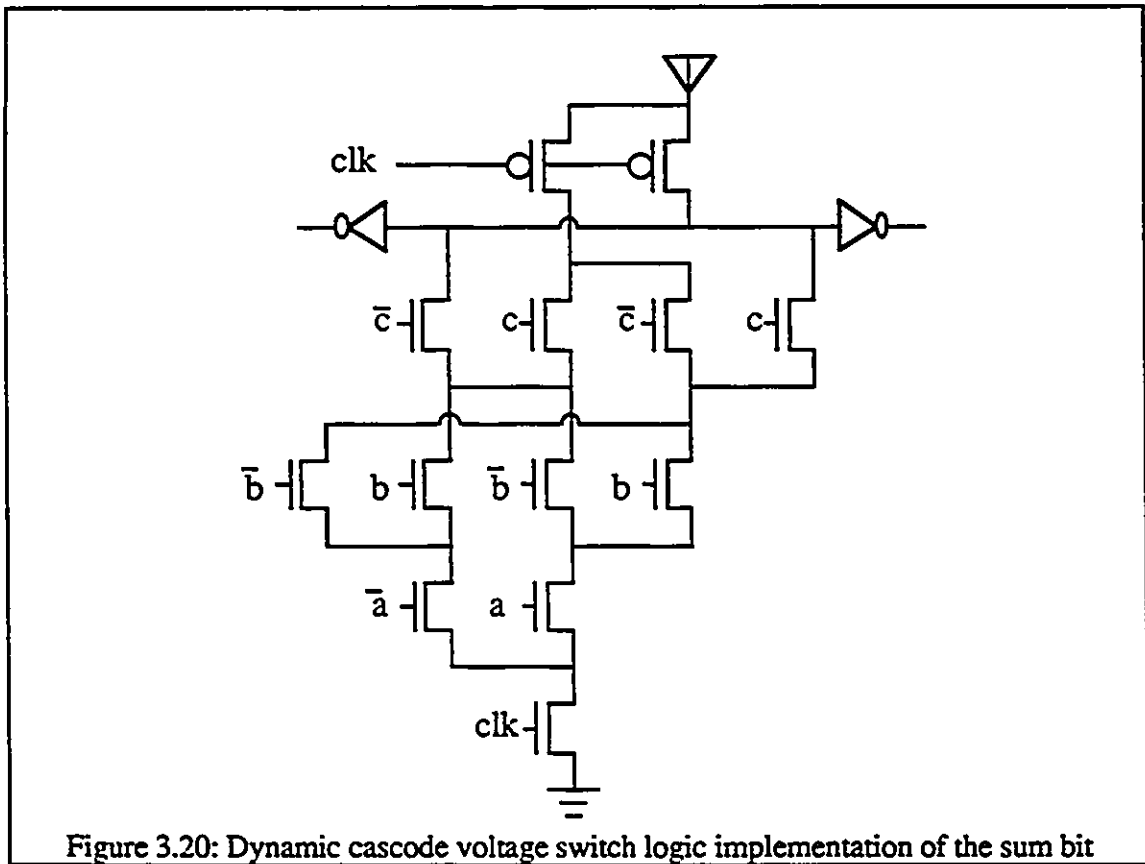 clk
c̄ c c̄ c
b̄ b b̄ b
ā a
clk
Figure 3.20: Dynamic cascode voltage switch logic implementation of the sum bit